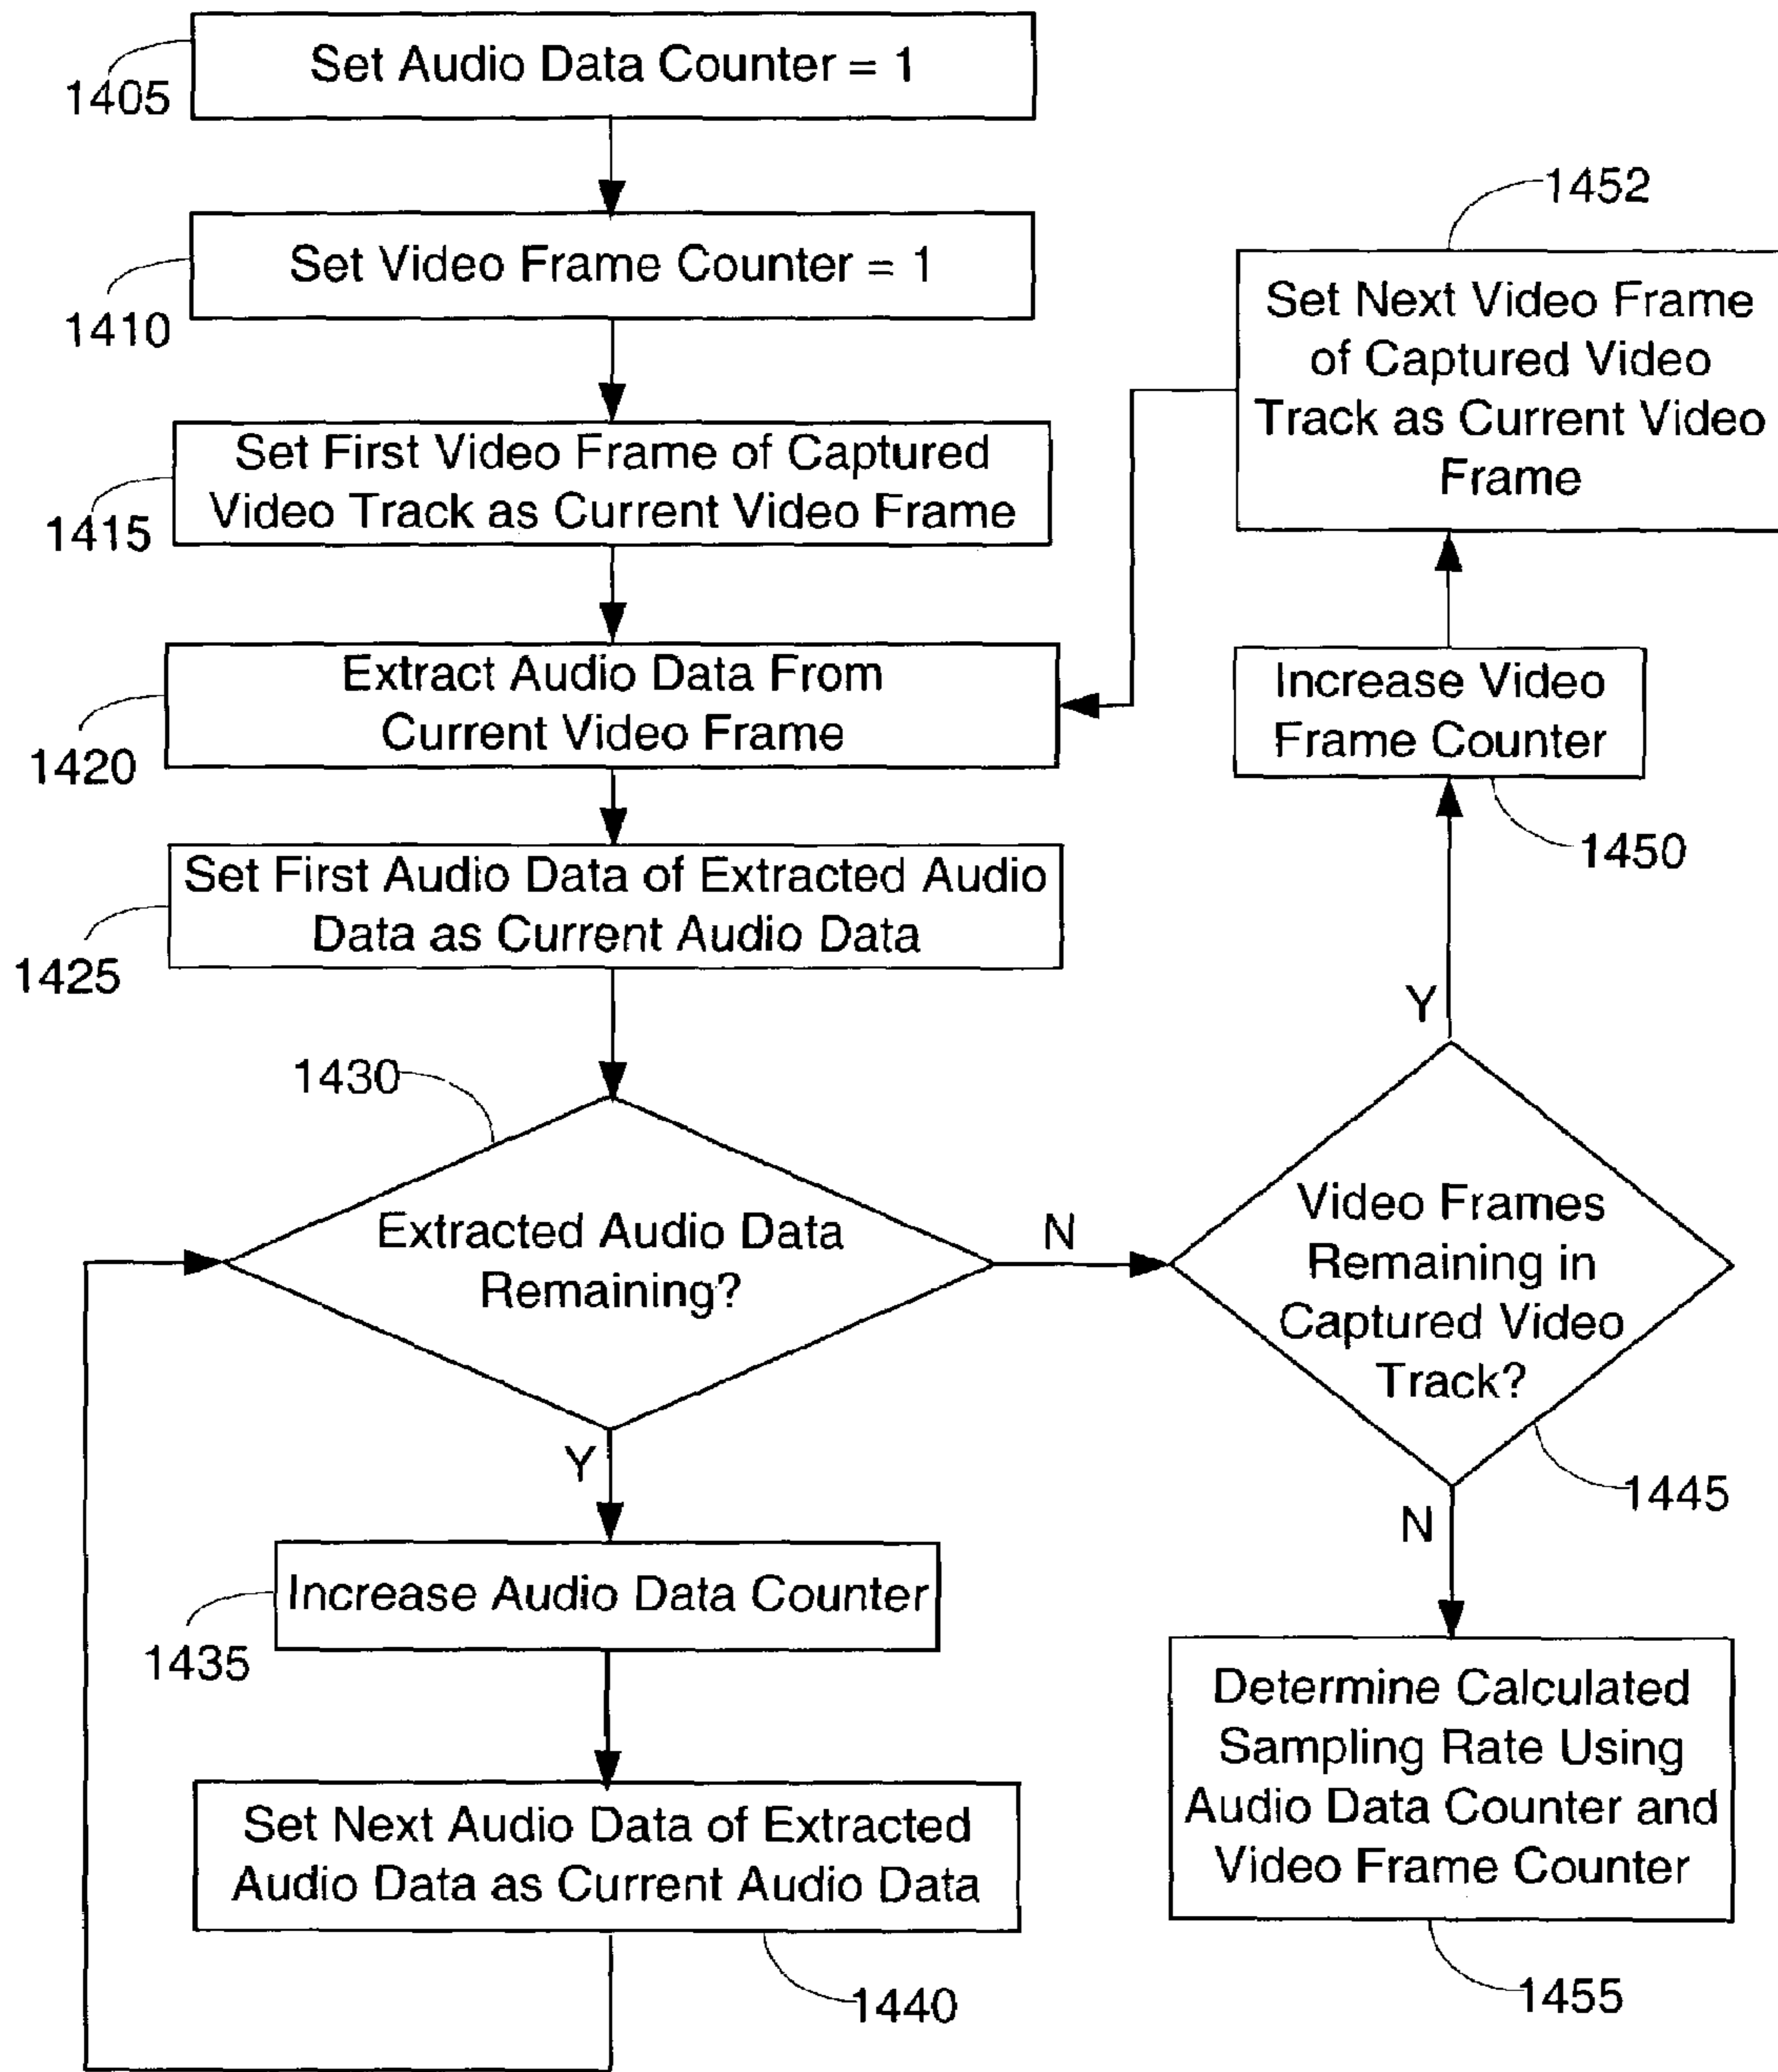 Set Audio Data Counter = 1
1405
Set Video Frame Counter = 1
1410
Set First Video Frame of Captured
Video Track as Current Video Frame
1415
Extract Audio Data From
Current Video Frame
1420
Set First Audio Data of Extracted Audio
Data as Current Audio Data
1425
1430
Extracted Audio Data
Remaining?
N
Y
Increase Audio Data Counter
1435
Set Next Audio Data of Extracted
Audio Data as Current Audio Data
1440
1452
Set Next Video Frame
of Captured Video
Track as Current Video
Frame
Increase Video
Frame Counter
1450
Y
Video Frames
Remaining in
Captured Video
Track?
1445
N
Determine Calculated
Sampling Rate Using
Audio Data Counter and
Video Frame Counter
1455